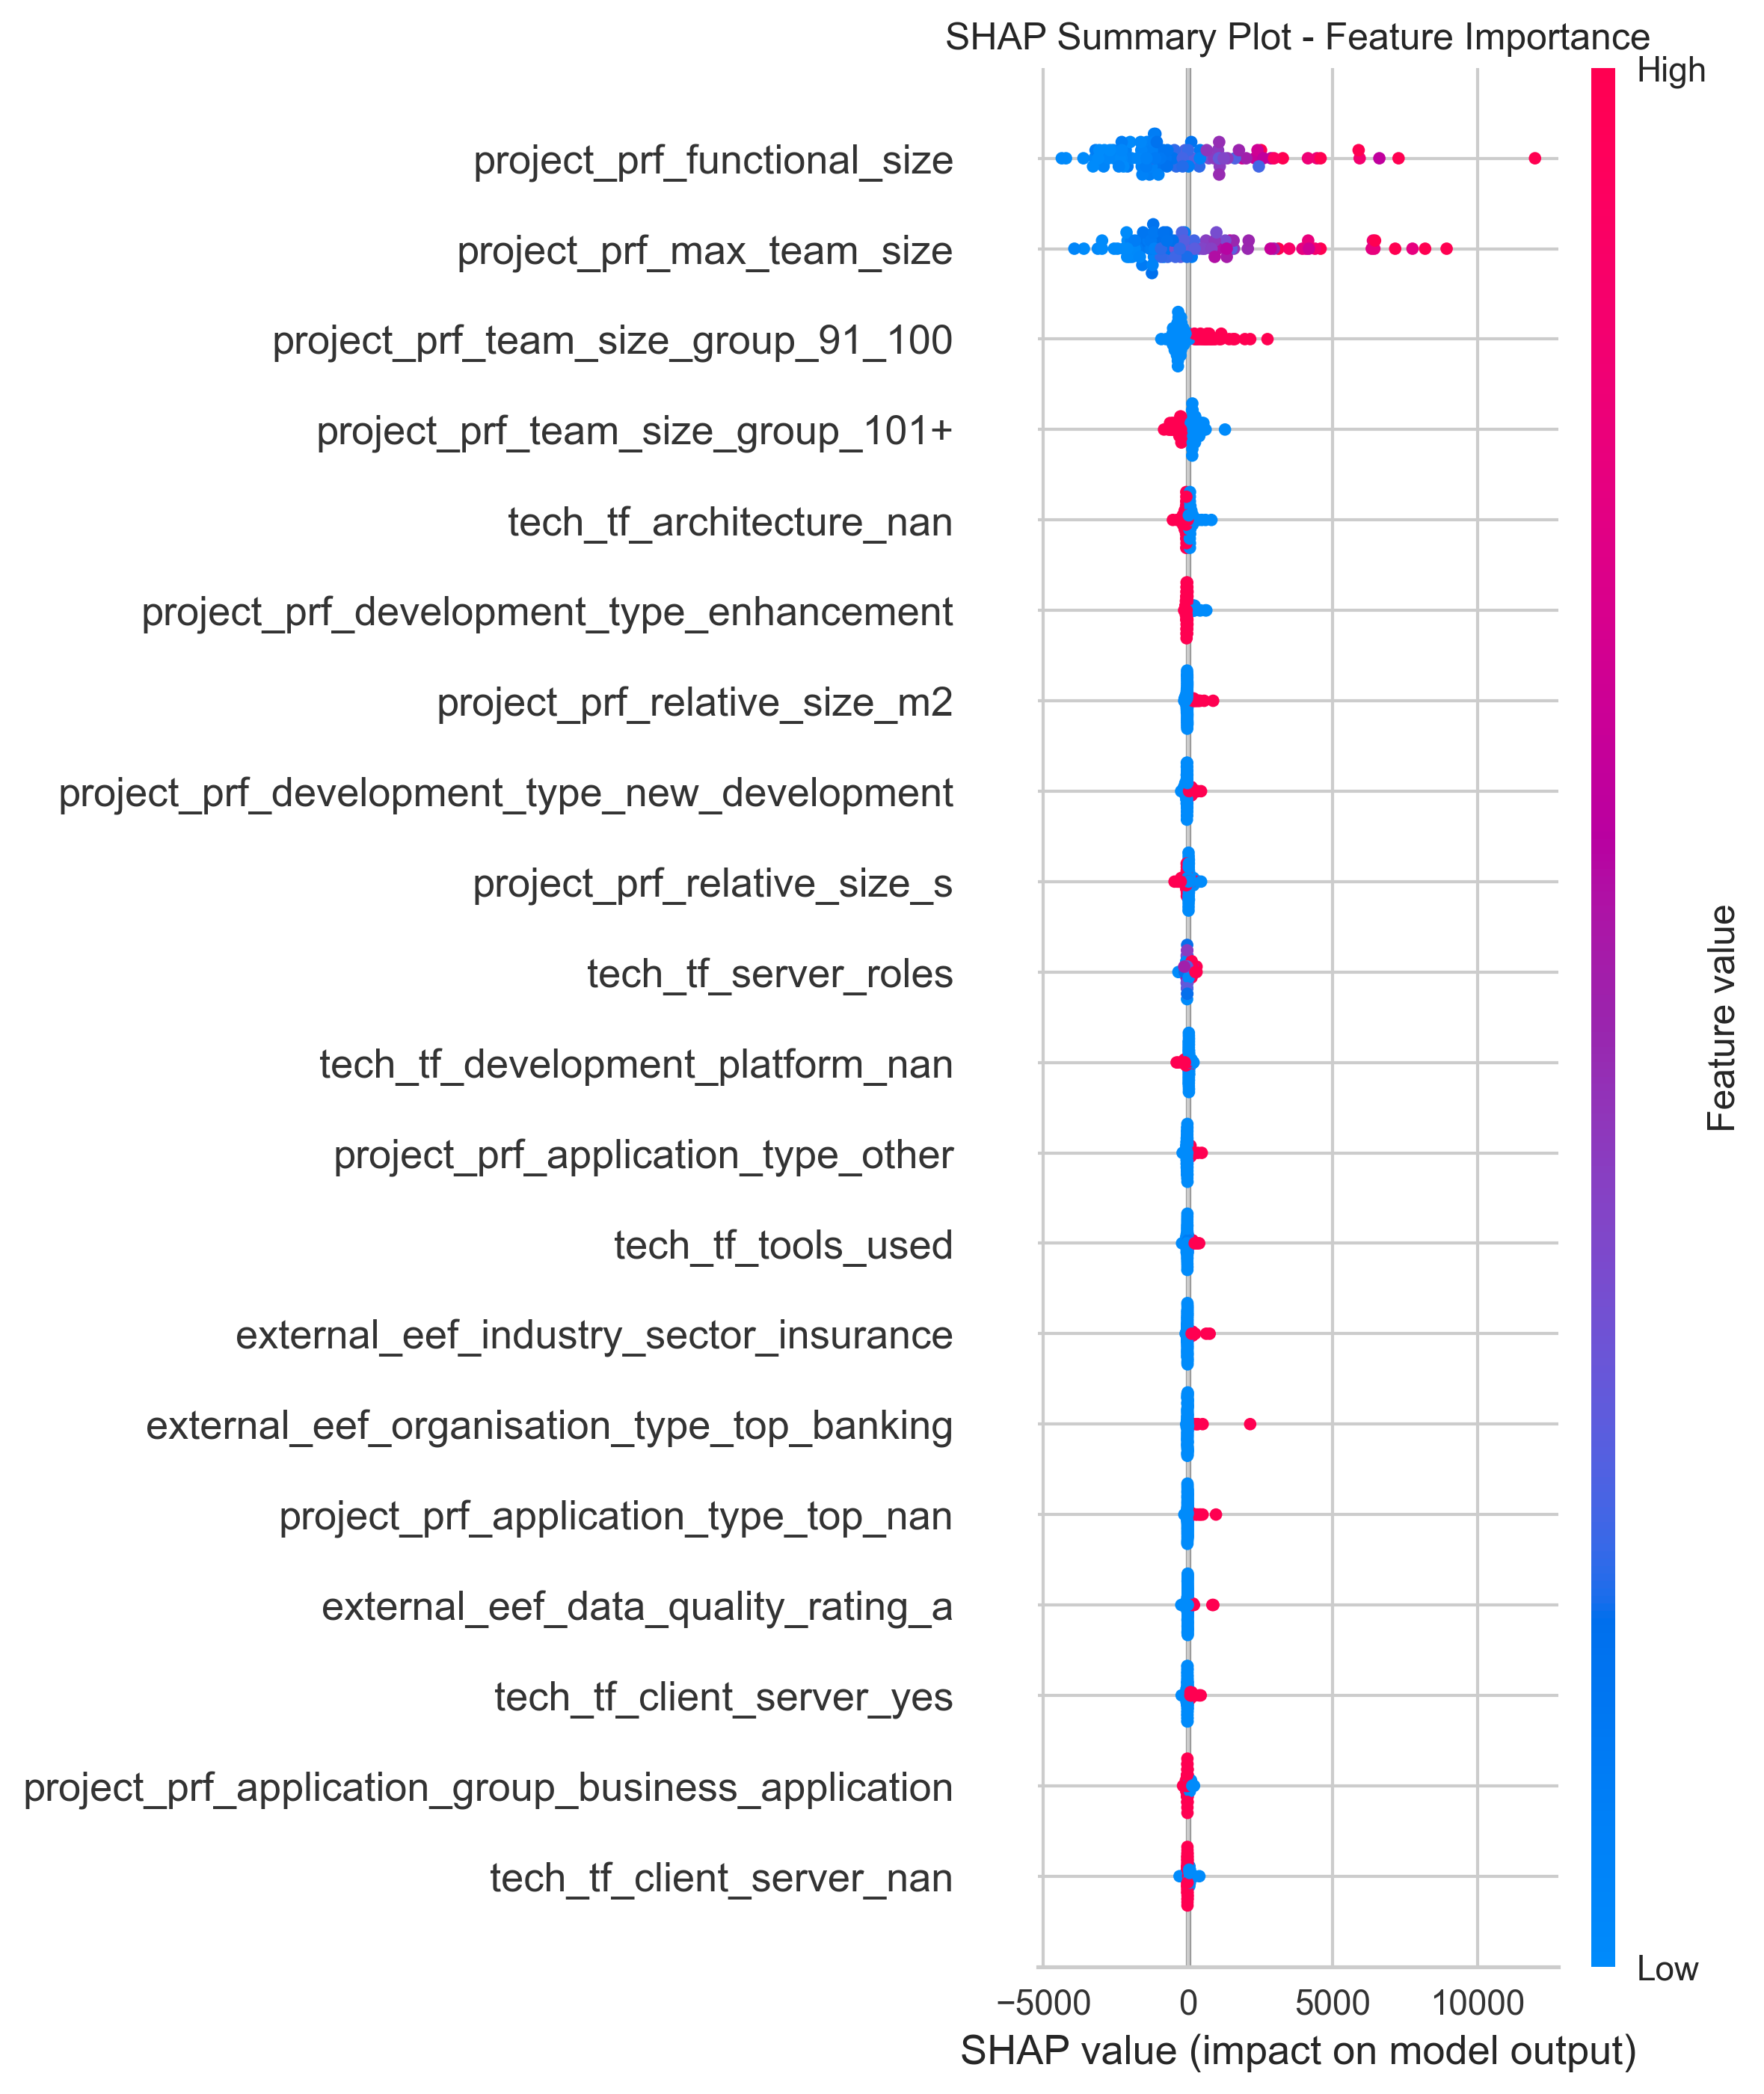 SHAP Summary Plot - Feature Importance
High
project_prf_functional_size
project_prf_max_team_size
project_prf_team_size_group_91_100
project_prf_team_size_group_101+
tech_tf_architecture_nan
project_prf_development_type_enhancement
project_prf_relative_size_m2
project_prf_development_type_new_development
project_prf_relative_size_s
tech_tf_server_roles
tech_tf_development_platform_nan
project_prf_application_type_other
tech_tf_tools_used
external_eef_industry_sector_insurance
external_eef_organisation_type_top_banking
project_prf_application_type_top_nan
external_eef_data_quality_rating_a
tech_tf_client_server_yes
project_prf_application_group_business_application
tech_tf_client_server_nan
Feature value
Low
−5000 0 5000 10000
SHAP value (impact on model output)